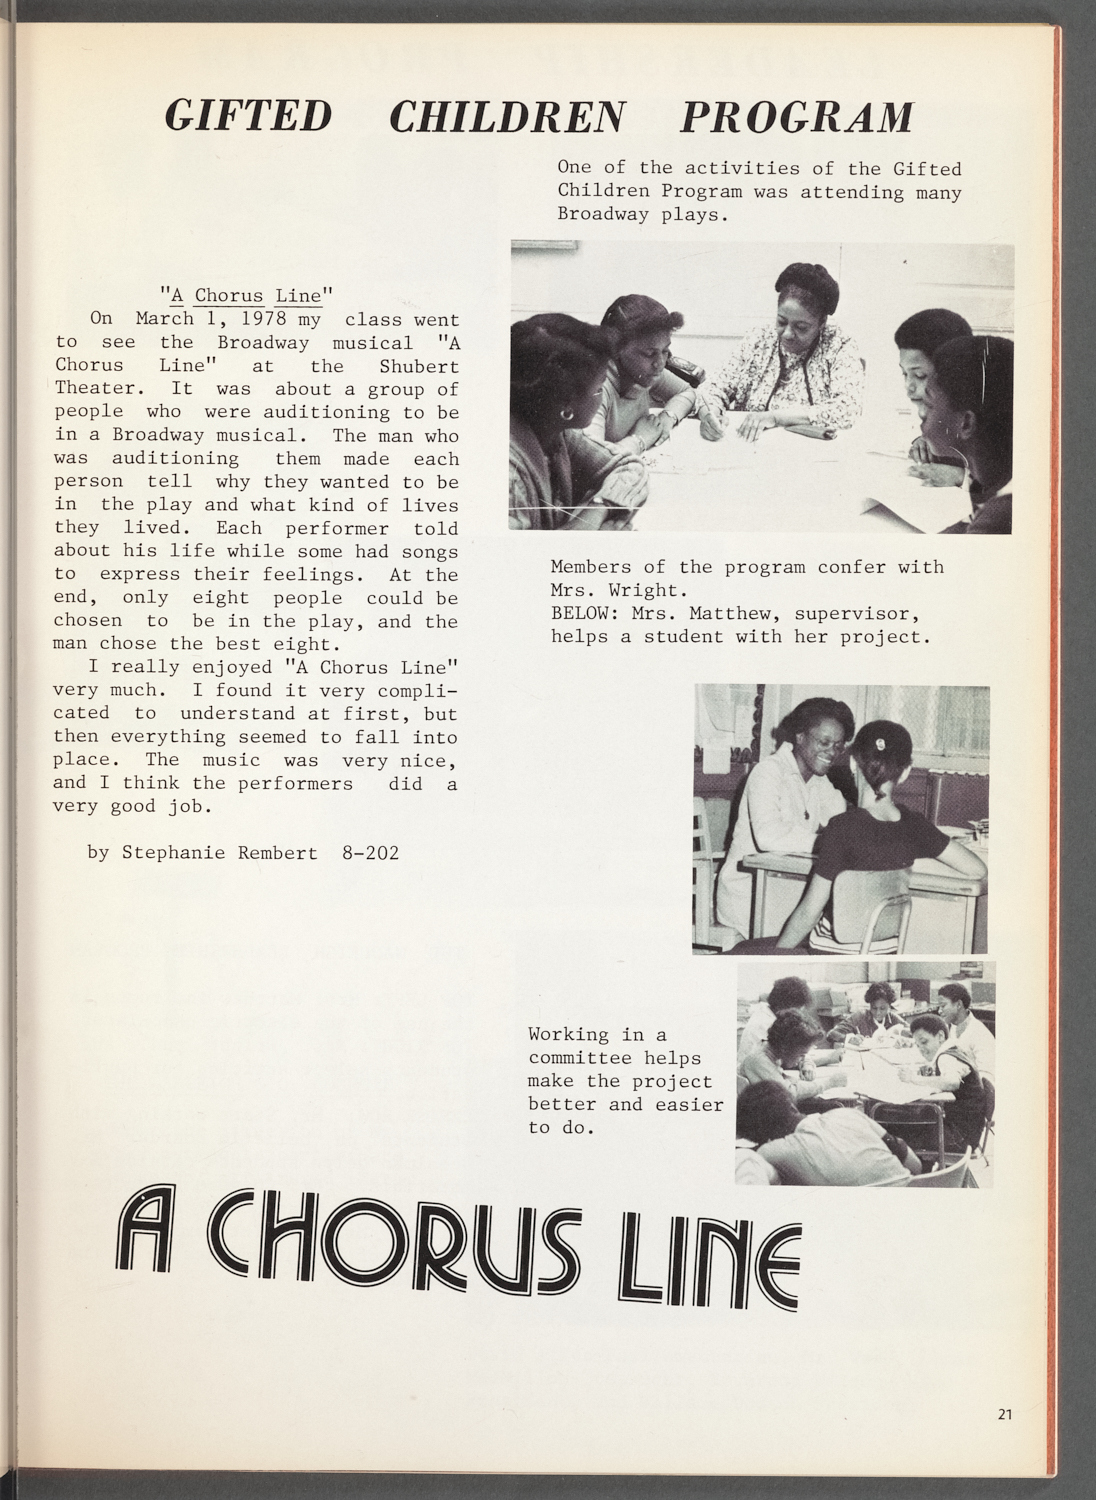 GIFTED CHILDREN PROGRAM
One of the activities of the Gifted
Children Program was attending many
Broadway plays.
"A Chorus Line"
On March 1, 1978 my class went
to see the Broadway musical "A
Chorus Line" at the Shubert
Theater. It was about a group of
people who were auditioning to be
in a Broadway musical. The man who
was auditioning them made each
person tell why they wanted to be
in the play and what kind of lives
they lived. Each performer told
about his life while some had songs
to express their feelings. At the
end, only eight people could be
chosen to be in the play, and the
man chose the best eight.
I really enjoyed "A Chorus Line"
very much. I found it very compli-
cated to understand at first, but
then everything seemed to fall into
place. The music was very nice,
and I think the performers did a
very good job.
by Stephanie Rembert 8-202
Members of the program confer with
Mrs. Wright.
BELOW: Mrs. Matthew, supervisor,
helps a student with her project.
Working in a
committee helps
make the project
better and easier
to do.
A CHORUS LINE
21